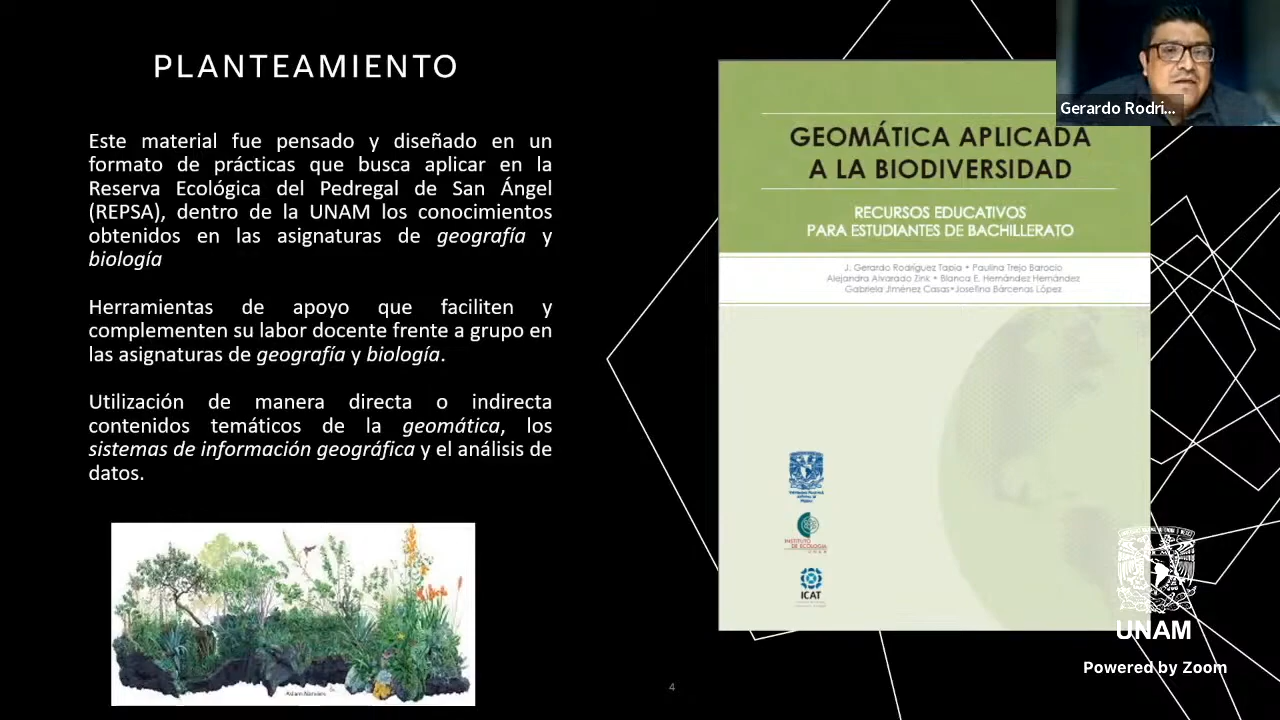 PLANTEAMIENTO
Este material fue pensado y diseñado en un
formato de prácticas que busca aplicar en la
Reserva Ecológica del Pedregal de San Ángel
(REPSA), dentro de la UNAM los conocimientos
obtenidos en las asignaturas de geografía y
biología
Herramientas de apoyo que faciliten y
complementen su labor docente frente a grupo en
las asignaturas de geografía y biología.
Utilización de manera directa o indirecta
contenidos temáticos de la geomática, los
sistemas de información geográfica y el análisis de
datos.
4
Gerardo Rodrí...
GEOMÁTICA APLICADA
A LA BIODIVERSIDAD
RECURSOS EDUCATIVOS
PARA ESTUDIANTES DE BACHILLERATO
J. Gerardo Rodríguez Tapia • Paulina Trejo Barocio
Alejandra Alvarado Zink • Blanca E. Hernández Hernández
Gabriela Jiménez Casas • Josefina Bárcenas López
INSTITUTO
DE ECOLOGÍA
UNAM
ICAT
UNAM
Powered by Zoom